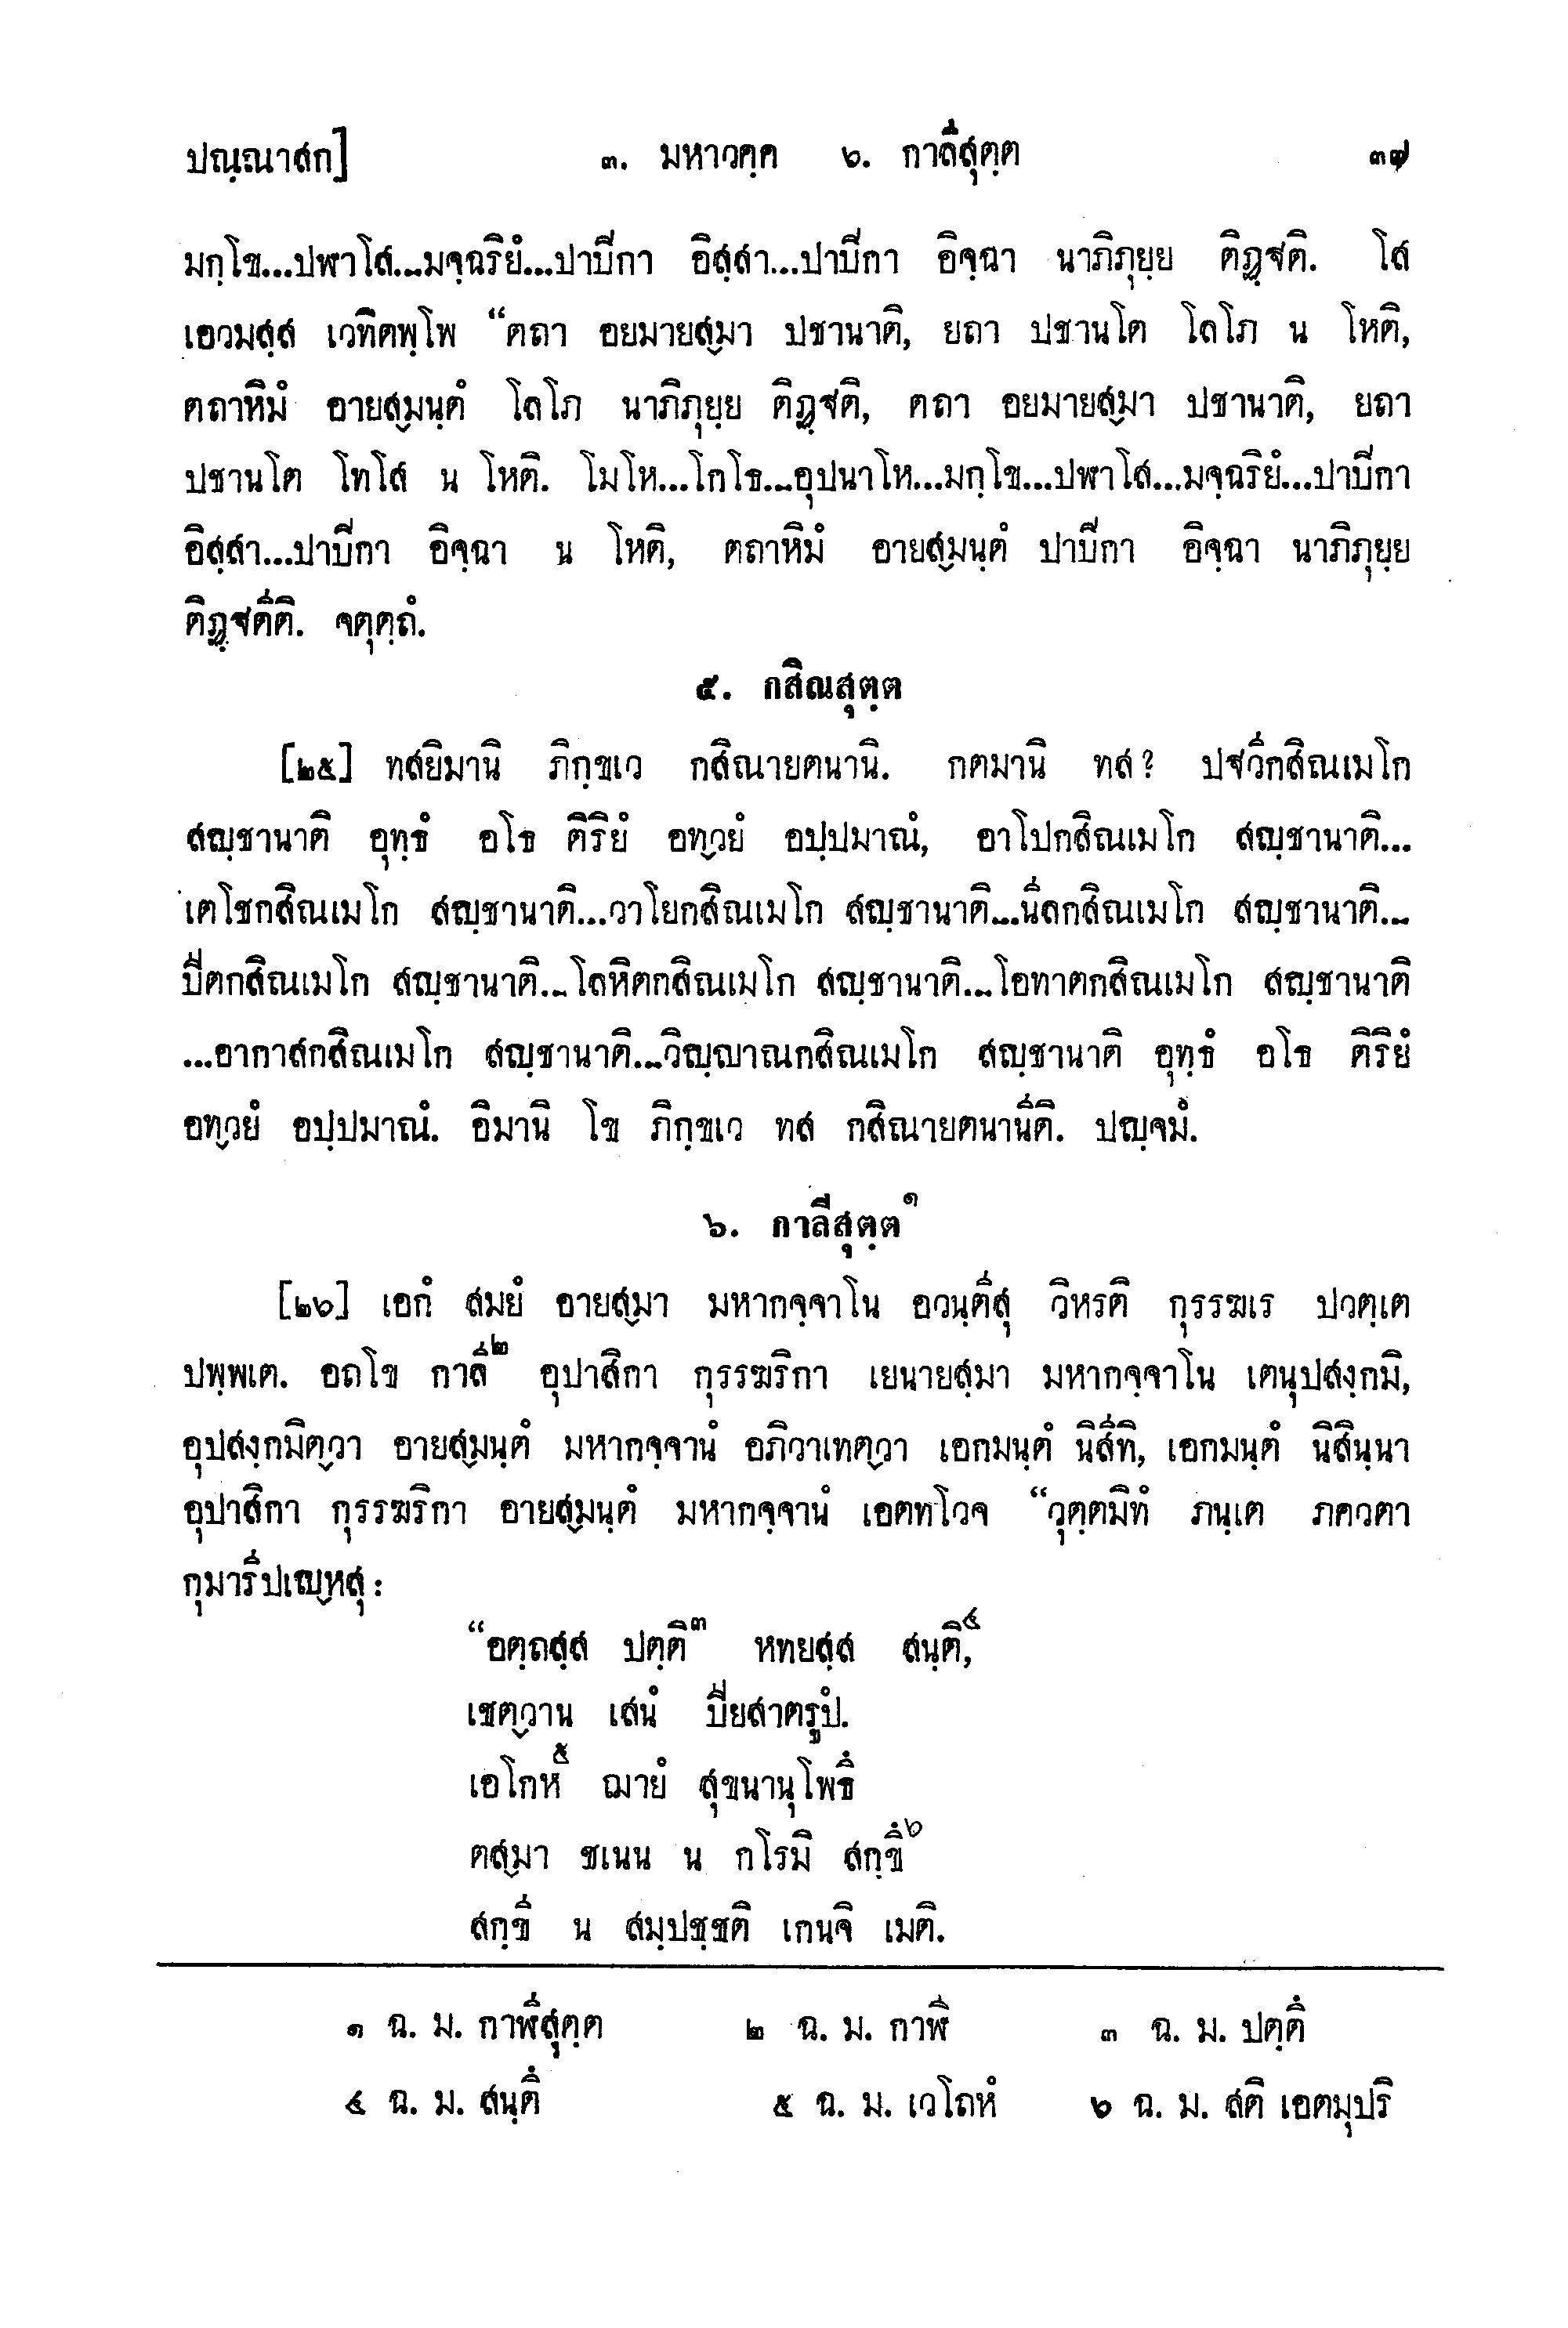 ปณฺณาสก]	๓. มหาวคฺค ๖. กาลีสุตฺต	๓๗
มกฺโข...ปฬาโส...มจฺฉริยํ...ปาปิกา อิสฺสา...ปาปิกา อิจฺฉา นาภิภุยฺย ติฏฺฐติ. โส
เอวมสฺส เวทิตพฺโพ “ตถา อยมายสฺมา ปชานาติ, ยถา ปชานโต โลโภ น โหติ,
ตถาหิมํ อายสฺมนฺตํ โลโภ นาภิภุยฺย ติฏฺฐติ, ตถา อยมายสฺมา ปชานาติ, ยถา
ปชานโต โทโส น โหติ. โมโห...โกโธ...อุปนาโห...มกฺโข...ปฬาโส...มจฺฉริยํ...ปาปิกา
อิสฺสา...ปาปิกา อิจฺฉา น โหติ, ตถาหิมํ อายสฺมนฺตํ ปาปิกา อิจฺฉา นาภิภุยฺย
ติฏฺฐตีติ. จตุตฺถํ.
๕. กสิณสุตฺต
[๒๕] ทสยิมานิ ภิกฺขเว กสิณายตนานิ. กตมานิ ทส? ปฐวีกสิณเมโก
สญฺชานาติ อุทฺธํ อโธ ติริยํ อทฺวยํ อปฺปมาณํ, อาโปกสิณเมโก สญฺชานาติ...
เตโชกสิณเมโก สญฺชานาติ...วาโยกสิณเมโก สญฺชานาติ...นีลกสิณเมโก สญฺชานาติ...
ปีตกสิณเมโก สญฺชานาติ...โลหิตกสิณเมโก สญฺชานาติ...โอทาตกสิณเมโก สญฺชานาติ
...อากาสกสิณเมโก สญฺชานาติ...วิญฺญาณกสิณเมโก สญฺชานาติ อุทฺธํ อโธ ติริยํ
อทฺวยํ อปฺปมาณํ. อิมานิ โข ภิกฺขเว ทส กสิณายตนานีติ. ปญฺจมํ.
๖. กาลีสุตฺต๑
[๒๖] เอกํ สมยํ อายสฺมา มหากจฺจาโน อวนฺตีสุ วิหรติ กุรรฆเร ปวตฺเต
ปพฺพเต. อถโข กาลี๒ อุปาสิกา กุรรฆริกา เยนายสฺมา มหากจฺจาโน เตนุปสงฺกมิ,
อุปสงฺกมิตฺวา อายสฺมนฺตํ มหากจฺจานํ อภิวาเทตฺวา เอกมนฺตํ นิสีทิ, เอกมนฺตํ นิสินฺนา
อุปาสิกา กุรรฆริกา อายสฺมนฺตํ มหากจฺจานํ เอตทโวจ “วุตฺตมิทํ ภนฺเต ภควตา
กุมารีปเญฺหสุ:
“อตฺถสฺส ปตฺติ๓ หทยสฺส สนฺติ,๔
เชตฺวาน เสนํ ปิยสาตรูปํ.
เอโกหํ๕ ฌายํ สุขนานุโพธึ
ตสฺมา ชเนน น กโรมิ สกฺขึ๖
สกฺขี น สมฺปชฺชติ เกนจิ เมติ.
๑ ฉ. ม. กาฬีสุตฺต	๒ ฉ. ม. กาฬี	๓ ฉ. ม. ปตฺตึ
๔ ฉ. ม. สนฺตึ	๕ ฉ. ม. เวโถหํ	๖ ฉ. ม. สติ เอตมุปริ